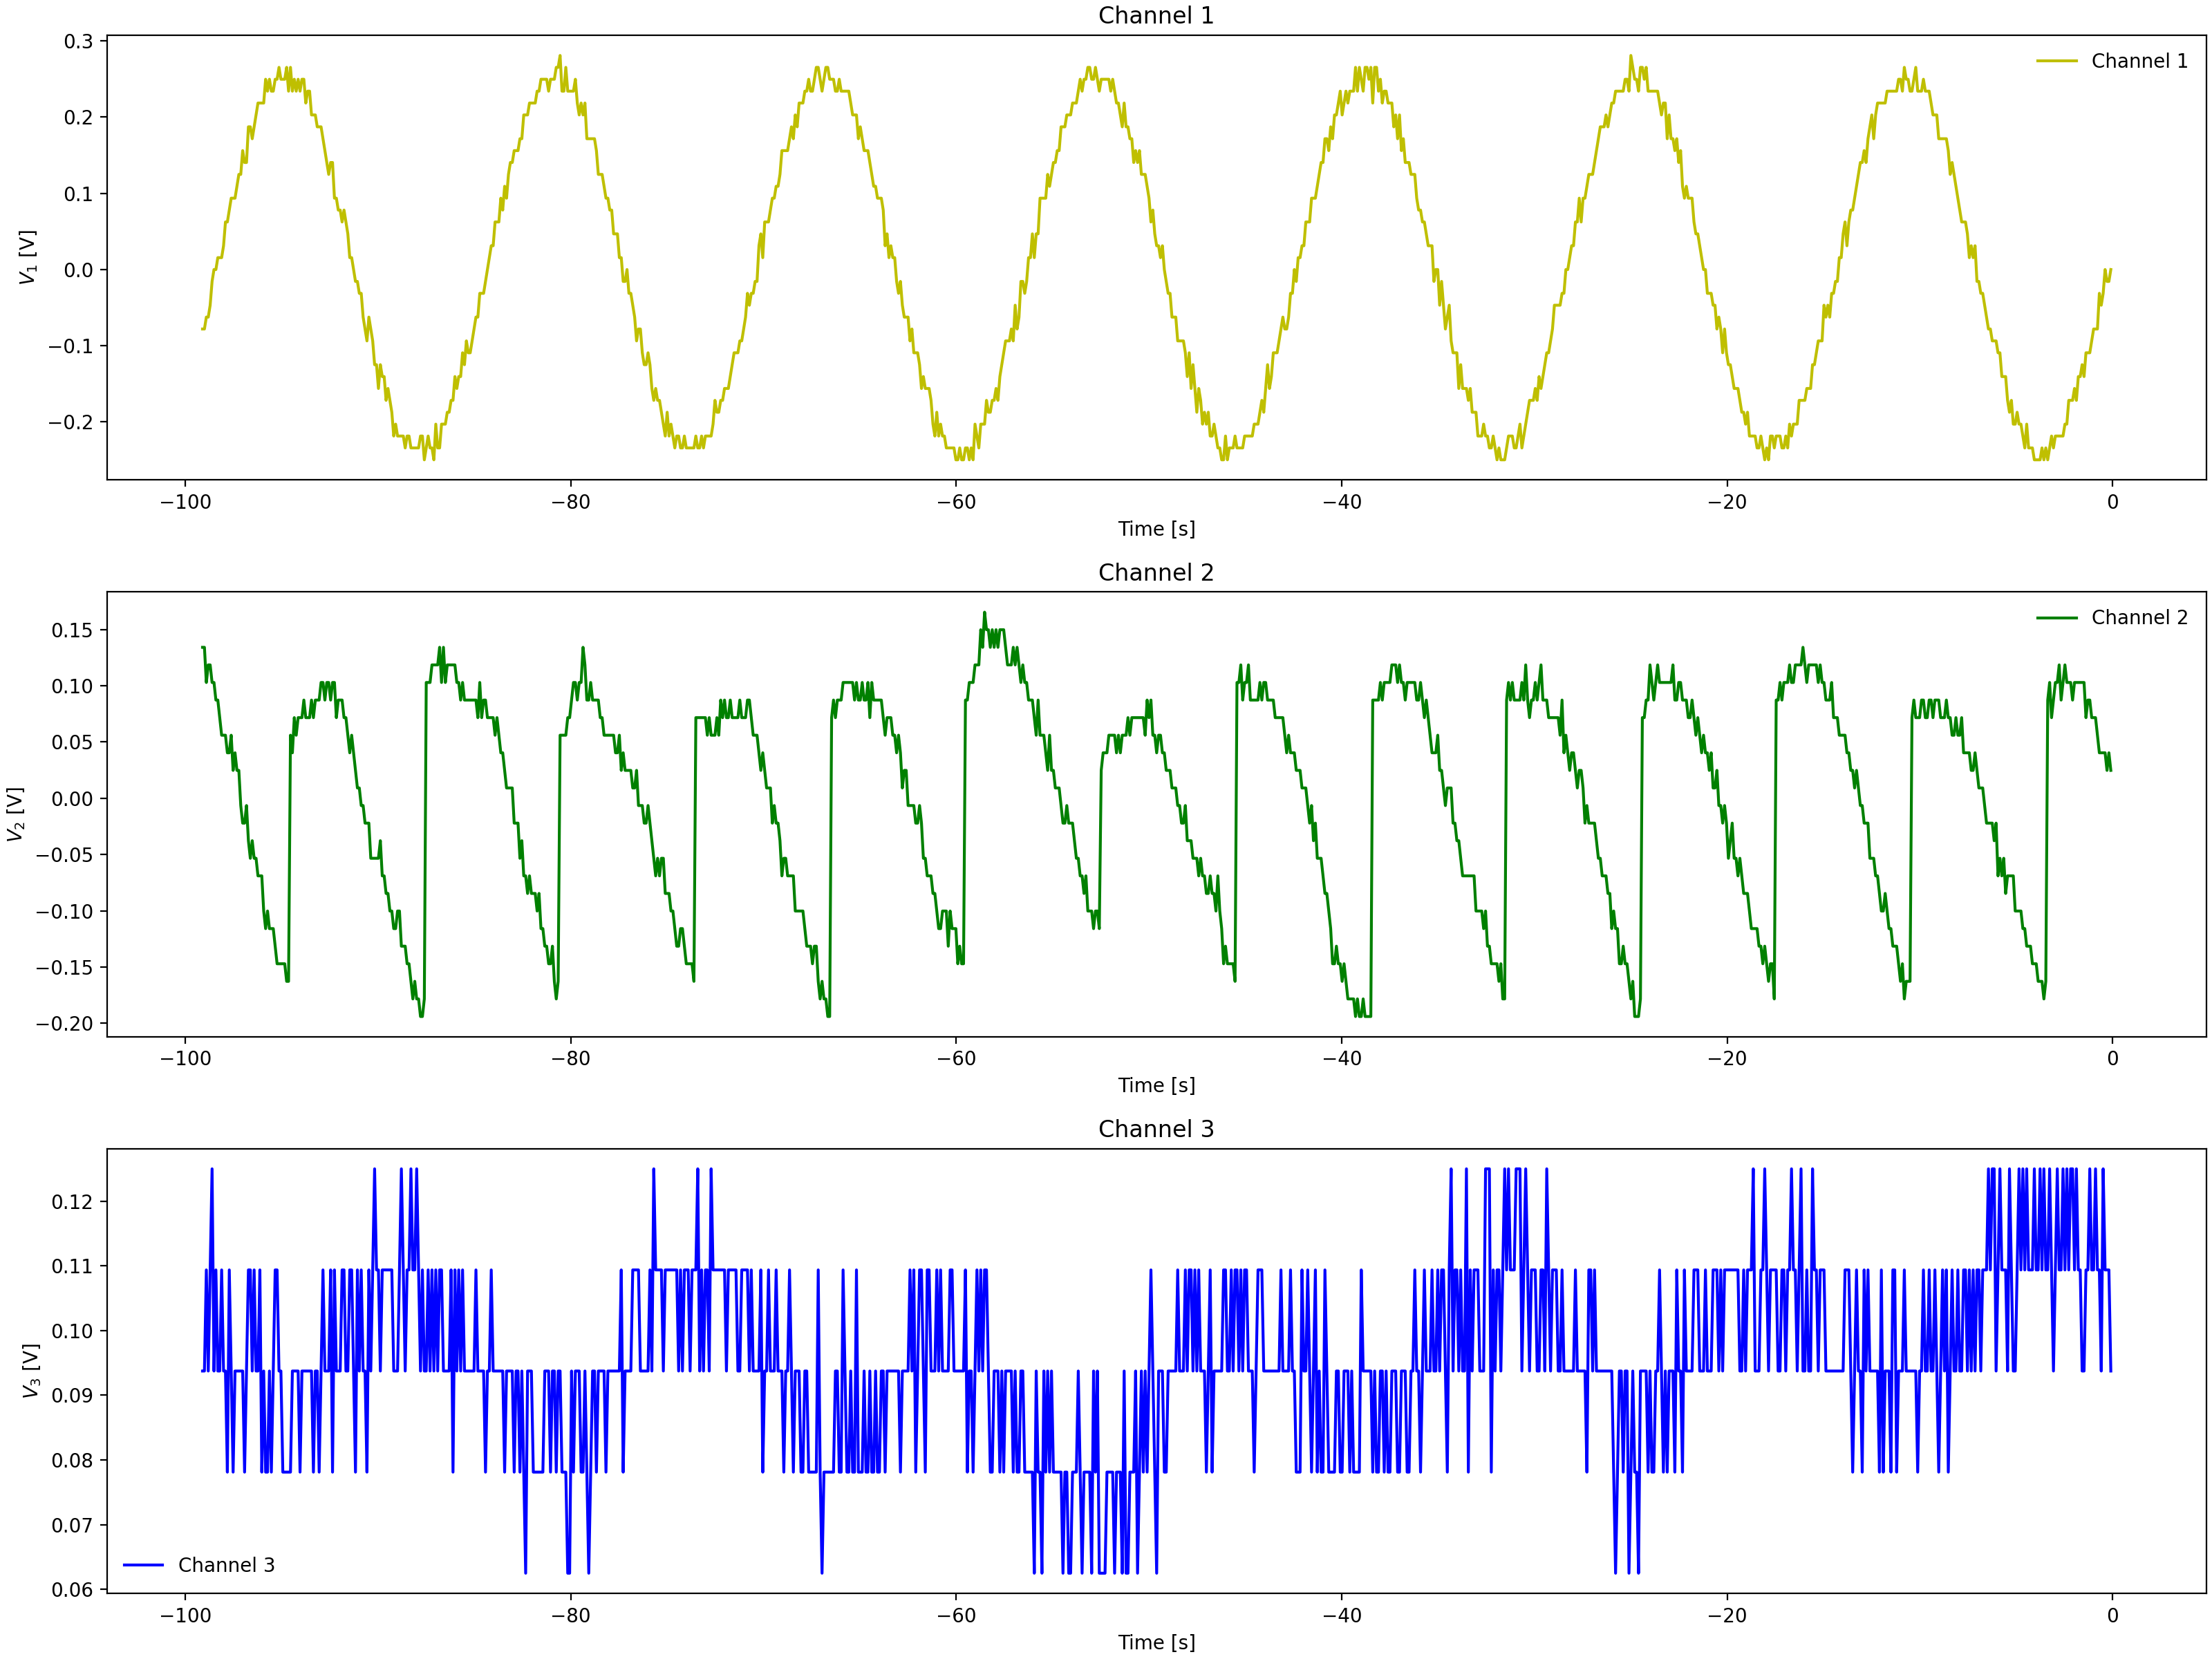 Channel 1
Channel 1
0.3
0.2
0.1
0.0
−0.1
−0.2
V1 [V]
−100 −80 −60 −40 −20 0
Time [s]
Channel 2
Channel 2
0.15
0.10
0.05
0.00
−0.05
−0.10
−0.15
−0.20
V2 [V]
−100 −80 −60 −40 −20 0
Time [s]
Channel 3
0.12
0.11
0.10
0.09
0.08
0.07
0.06
V3 [V]
Channel 3
−100 −80 −60 −40 −20 0
Time [s]